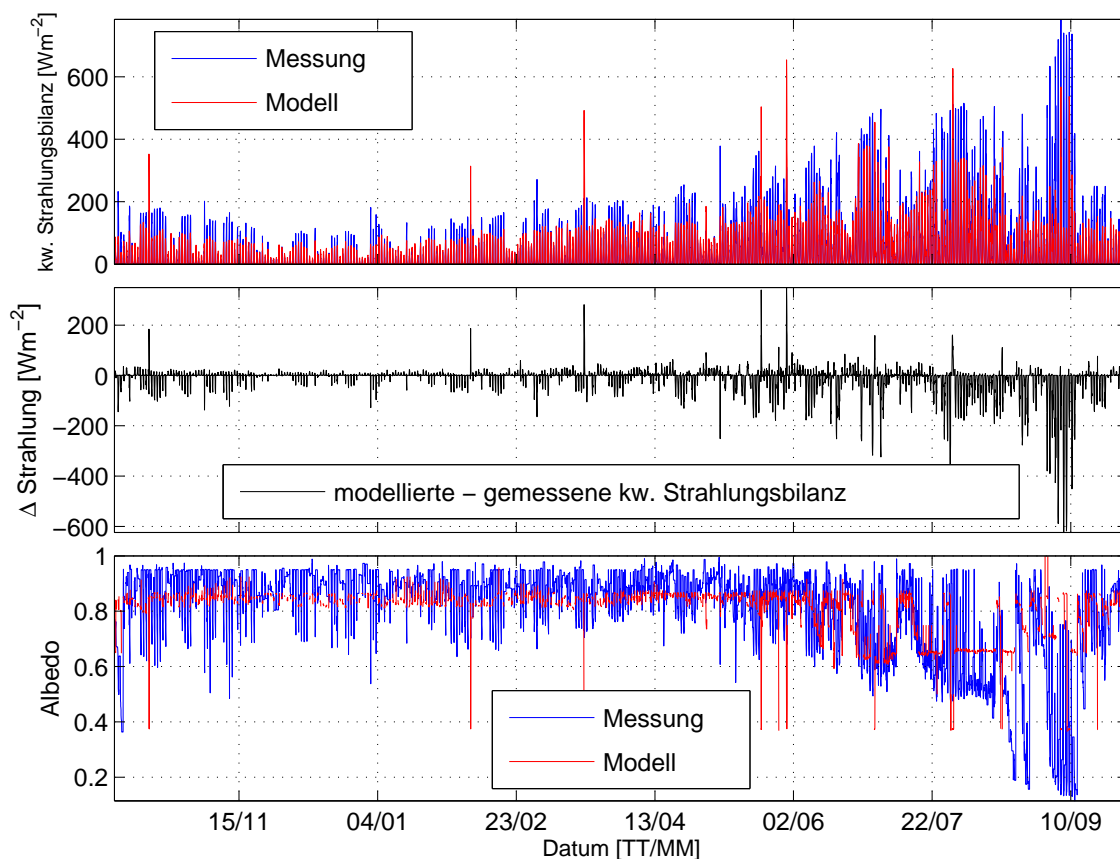 kw. Strahlungsbilanz [Wm−2]
600
400
200
0
Messung
Modell
Δ Strahlung [Wm−2]
200
0
−200
−400
−600
modellierte − gemessene kw. Strahlungsbilanz
Albedo
1
0.8
0.6
0.4
0.2
Messung
Modell
15/11 04/01 23/02 13/04 02/06 22/07 10/09
Datum [TT/MM]